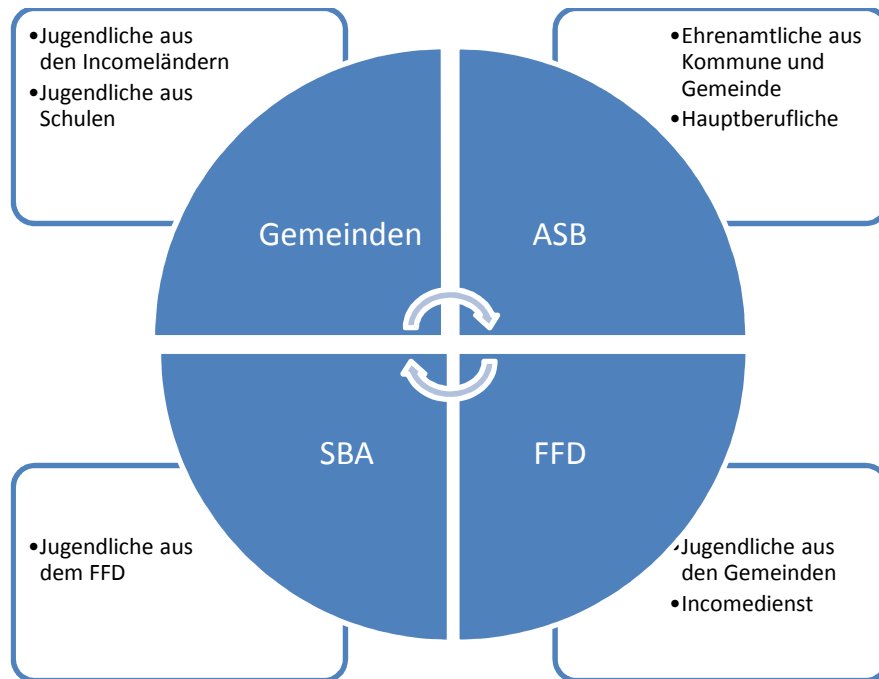 •Jugendliche aus
den Incomeländern
•Jugendliche aus
Schulen
•Ehrenamtliche aus
Kommune und
Gemeinde
•Hauptberufliche
Gemeinden
ASB
SBA
FFD
•Jugendliche aus
dem FFD
•Jugendliche aus
den Gemeinden
•Incomedienst